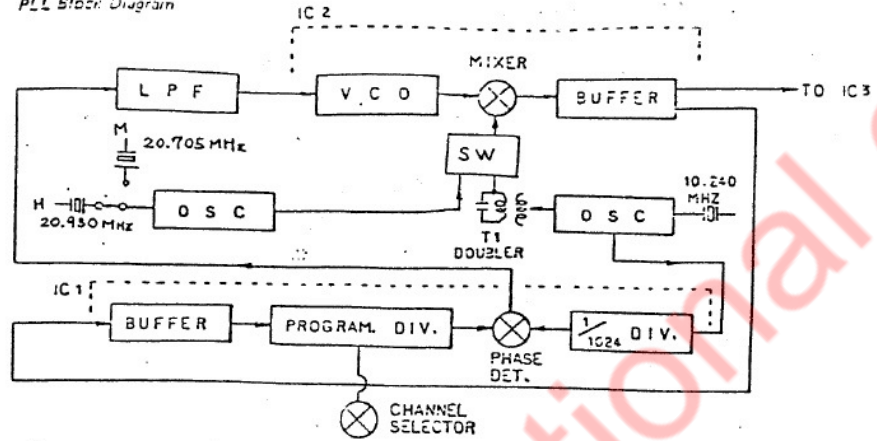 PLL Block Diagram
IC 2
MIXER
L P F
V.C O
BUFFER
TO IC3
M
20.705 MHz
SW
H
20.930 MHz
O S C
T1
DOUBLER
O S C
10.240
MHZ
IC 1
BUFFER
PROGRAM. DIV.
PHASE
DET.
1/1024 DIV.
CHANNEL
SELECTOR
tional